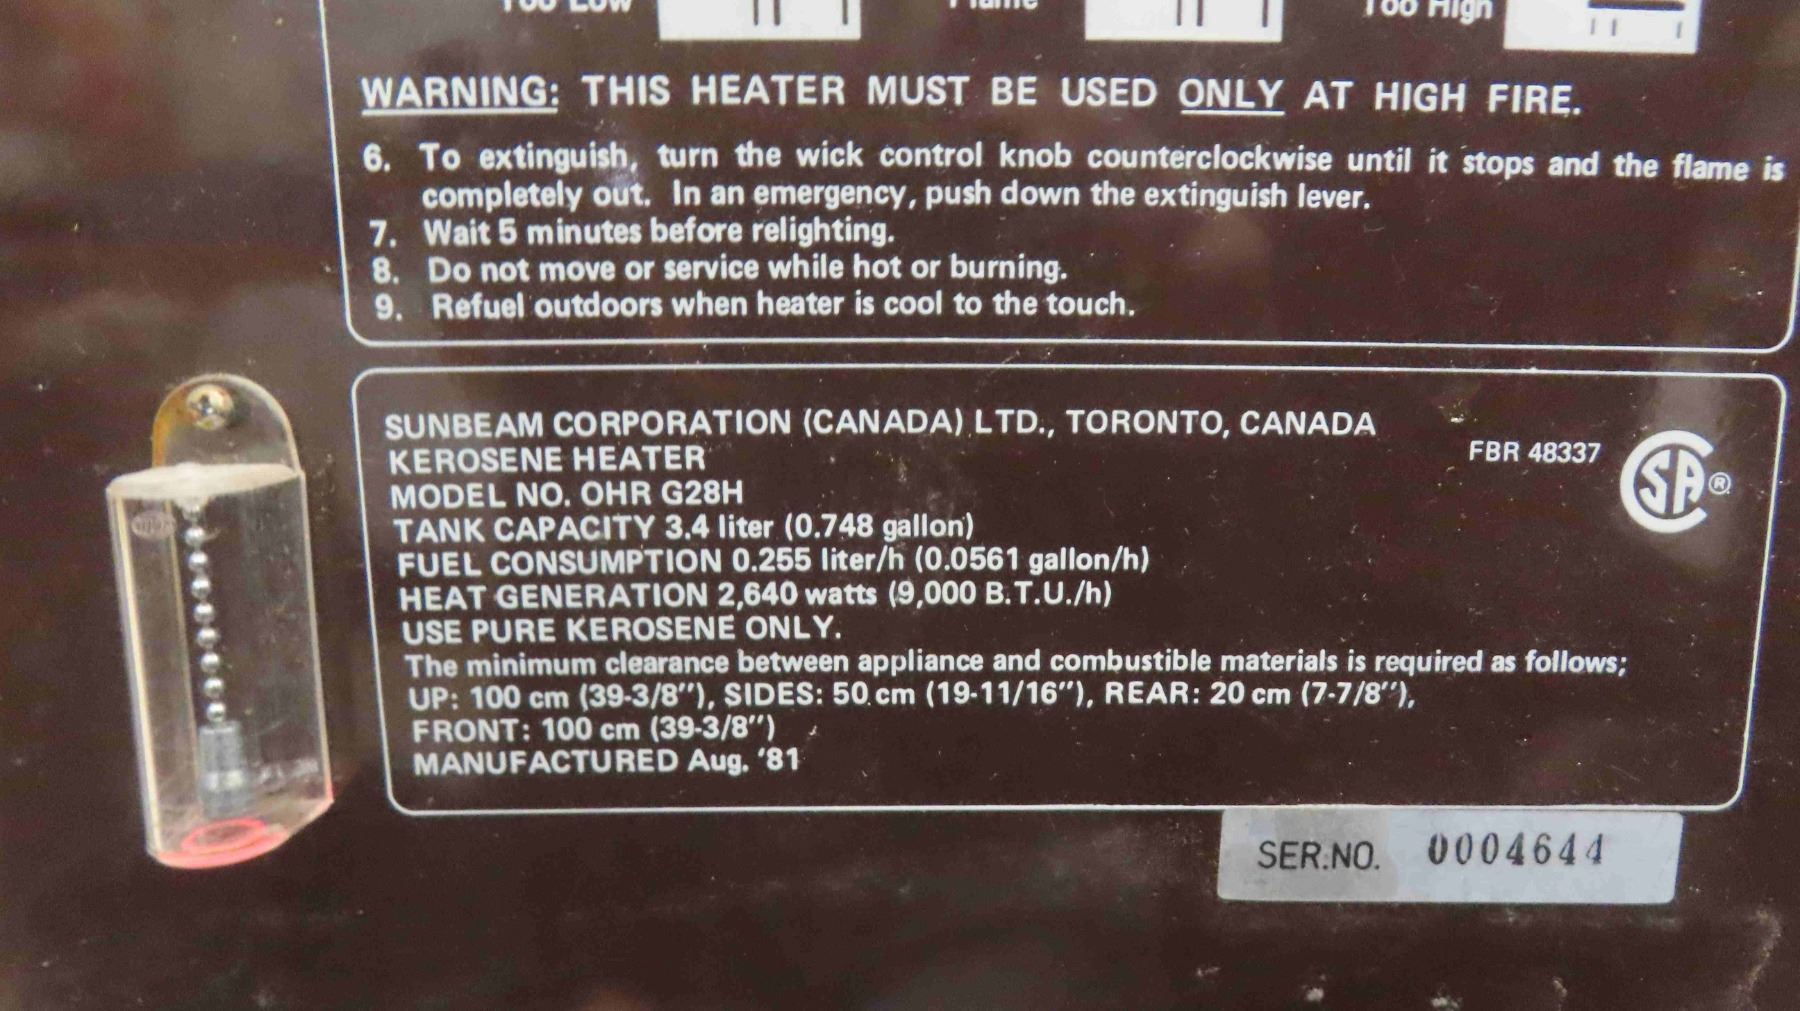 Too Low Flame Too High
WARNING: THIS HEATER MUST BE USED ONLY AT HIGH FIRE.
6. To extinguish, turn the wick control knob counterclockwise until it stops and the flame is
completely out. In an emergency, push down the extinguish lever.
7. Wait 5 minutes before relighting.
8. Do not move or service while hot or burning.
9. Refuel outdoors when heater is cool to the touch.
SUNBEAM CORPORATION (CANADA) LTD., TORONTO, CANADA
KEROSENE HEATER
FBR 48337 SA ®
MODEL NO. OHR G28H
TANK CAPACITY 3.4 liter (0.748 gallon)
FUEL CONSUMPTION 0.255 liter/h (0.0561 gallon/h)
HEAT GENERATION 2,640 watts (9,000 B.T.U./h)
USE PURE KEROSENE ONLY.
The minimum clearance between appliance and combustible materials is required as follows;
UP: 100 cm (39-3/8"), SIDES: 50 cm (19-11/16"), REAR: 20 cm (7-7/8"),
FRONT: 100 cm (39-3/8")
MANUFACTURED Aug. '81
SER.NO. 0004644